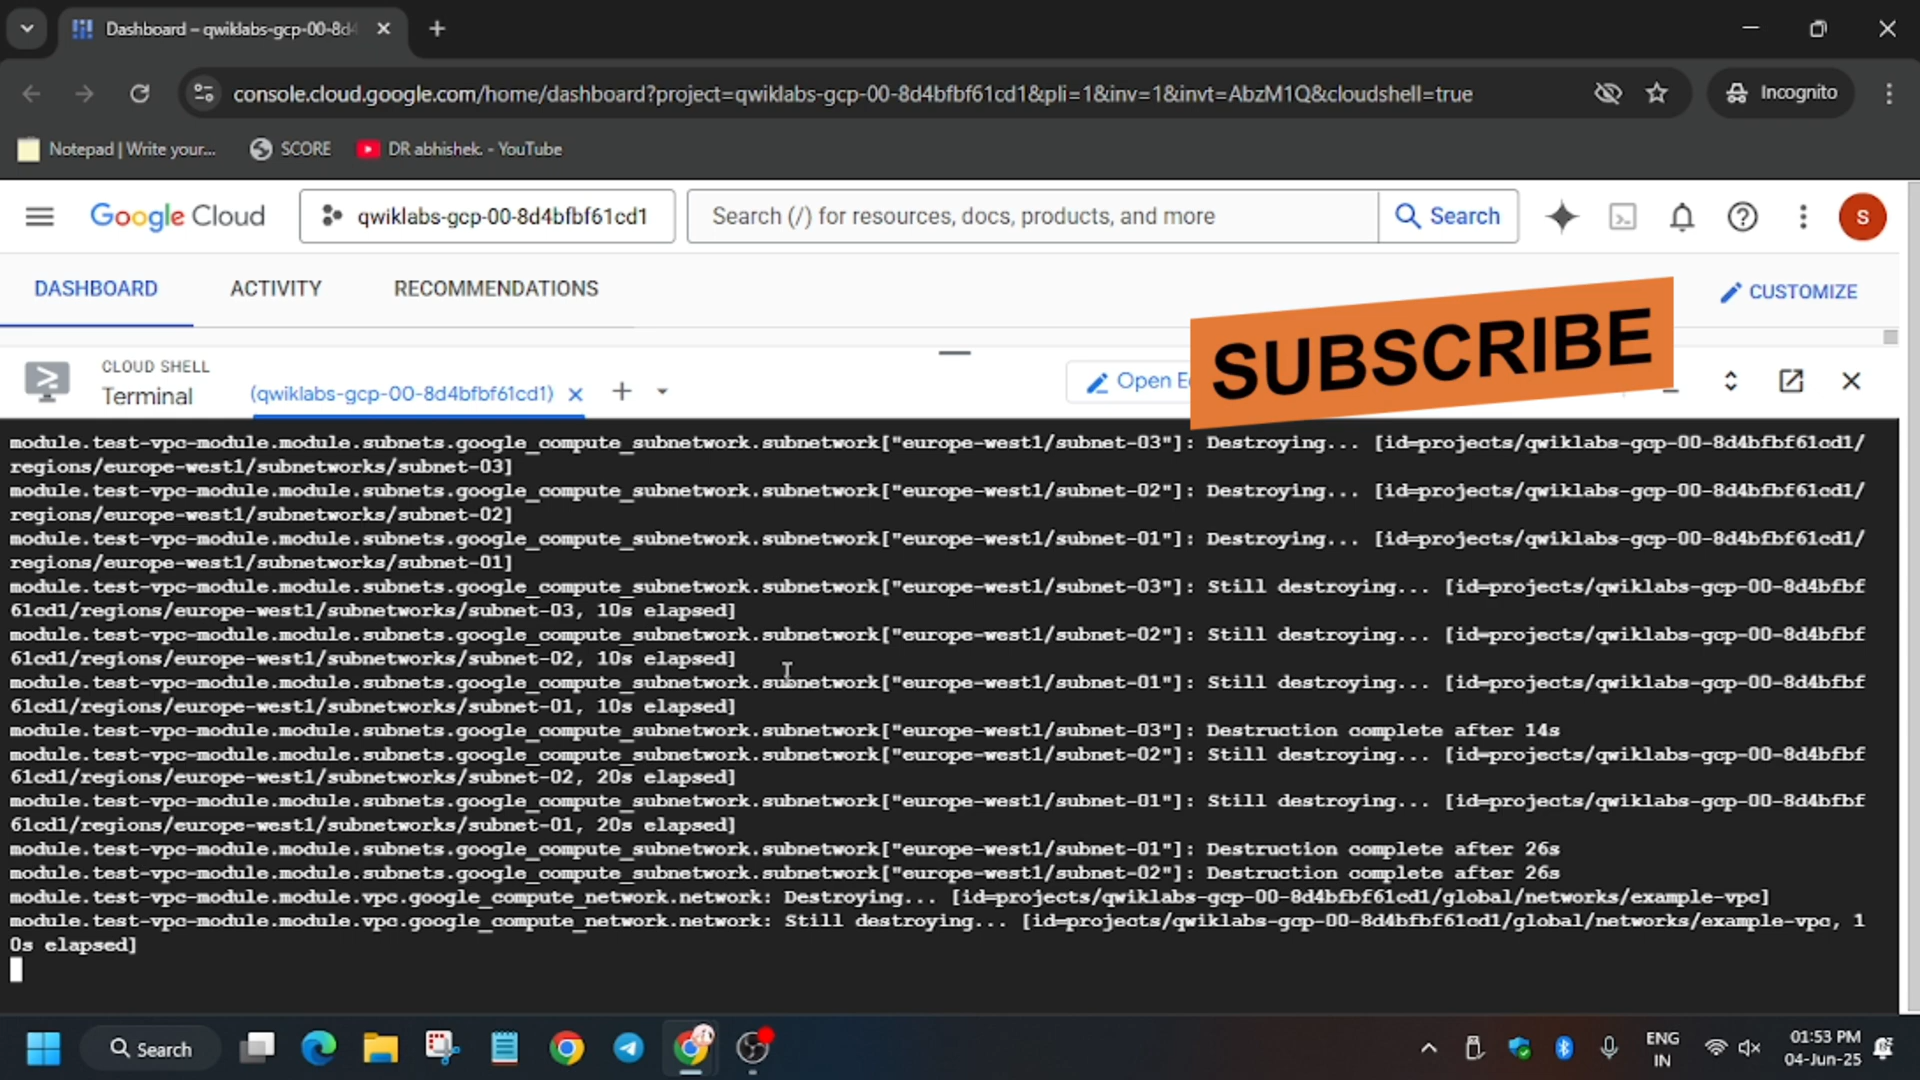 Dashboard – qwiklabs-gcp-00-8d4
console.cloud.google.com/home/dashboard?project=qwiklabs-gcp-00-8d4bfbf61cd1&pli=1&inv=1&invt=AbzM1Q&cloudshell=true
Incognito
Notepad | Write your...
SCORE
DR abhishek. - YouTube
Google Cloud
qwiklabs-gcp-00-8d4bfbf61cd1
Search (/) for resources, docs, products, and more
Search
S
DASHBOARD
ACTIVITY
RECOMMENDATIONS
CUSTOMIZE
SUBSCRIBE
CLOUD SHELL
Terminal
(qwiklabs-gcp-00-8d4bfbf61cd1)
Open E
module.test-vpc-module.module.subnets.google_compute_subnetwork.subnetwork["europe-west1/subnet-03"]: Destroying... [id=projects/qwiklabs-gcp-00-8d4bfbf61cd1/
regions/europe-west1/subnetworks/subnet-03]
module.test-vpc-module.module.subnets.google_compute_subnetwork.subnetwork["europe-west1/subnet-02"]: Destroying... [id=projects/qwiklabs-gcp-00-8d4bfbf61cd1/
regions/europe-west1/subnetworks/subnet-02]
module.test-vpc-module.module.subnets.google_compute_subnetwork.subnetwork["europe-west1/subnet-01"]: Destroying... [id=projects/qwiklabs-gcp-00-8d4bfbf61cd1/
regions/europe-west1/subnetworks/subnet-01]
module.test-vpc-module.module.subnets.google_compute_subnetwork.subnetwork["europe-west1/subnet-03"]: Still destroying... [id=projects/qwiklabs-gcp-00-8d4bfbf
61cd1/regions/europe-west1/subnetworks/subnet-03, 10s elapsed]
module.test-vpc-module.module.subnets.google_compute_subnetwork.subnetwork["europe-west1/subnet-02"]: Still destroying... [id=projects/qwiklabs-gcp-00-8d4bfbf
61cd1/regions/europe-west1/subnetworks/subnet-02, 10s elapsed]
module.test-vpc-module.module.subnets.google_compute_subnetwork.subnetwork["europe-west1/subnet-01"]: Still destroying... [id=projects/qwiklabs-gcp-00-8d4bfbf
61cd1/regions/europe-west1/subnetworks/subnet-01, 10s elapsed]
module.test-vpc-module.module.subnets.google_compute_subnetwork.subnetwork["europe-west1/subnet-03"]: Destruction complete after 14s
module.test-vpc-module.module.subnets.google_compute_subnetwork.subnetwork["europe-west1/subnet-02"]: Still destroying... [id=projects/qwiklabs-gcp-00-8d4bfbf
61cd1/regions/europe-west1/subnetworks/subnet-02, 20s elapsed]
module.test-vpc-module.module.subnets.google_compute_subnetwork.subnetwork["europe-west1/subnet-01"]: Still destroying... [id=projects/qwiklabs-gcp-00-8d4bfbf
61cd1/regions/europe-west1/subnetworks/subnet-01, 20s elapsed]
module.test-vpc-module.module.subnets.google_compute_subnetwork.subnetwork["europe-west1/subnet-01"]: Destruction complete after 26s
module.test-vpc-module.module.subnets.google_compute_subnetwork.subnetwork["europe-west1/subnet-02"]: Destruction complete after 26s
module.test-vpc-module.module.vpc.google_compute_network.network: Destroying... [id=projects/qwiklabs-gcp-00-8d4bfbf61cd1/global/networks/example-vpc]
module.test-vpc-module.module.vpc.google_compute_network.network: Still destroying... [id=projects/qwiklabs-gcp-00-8d4bfbf61cd1/global/networks/example-vpc, 1
0s elapsed]
Search
ENG
IN
01:53 PM
04-Jun-25